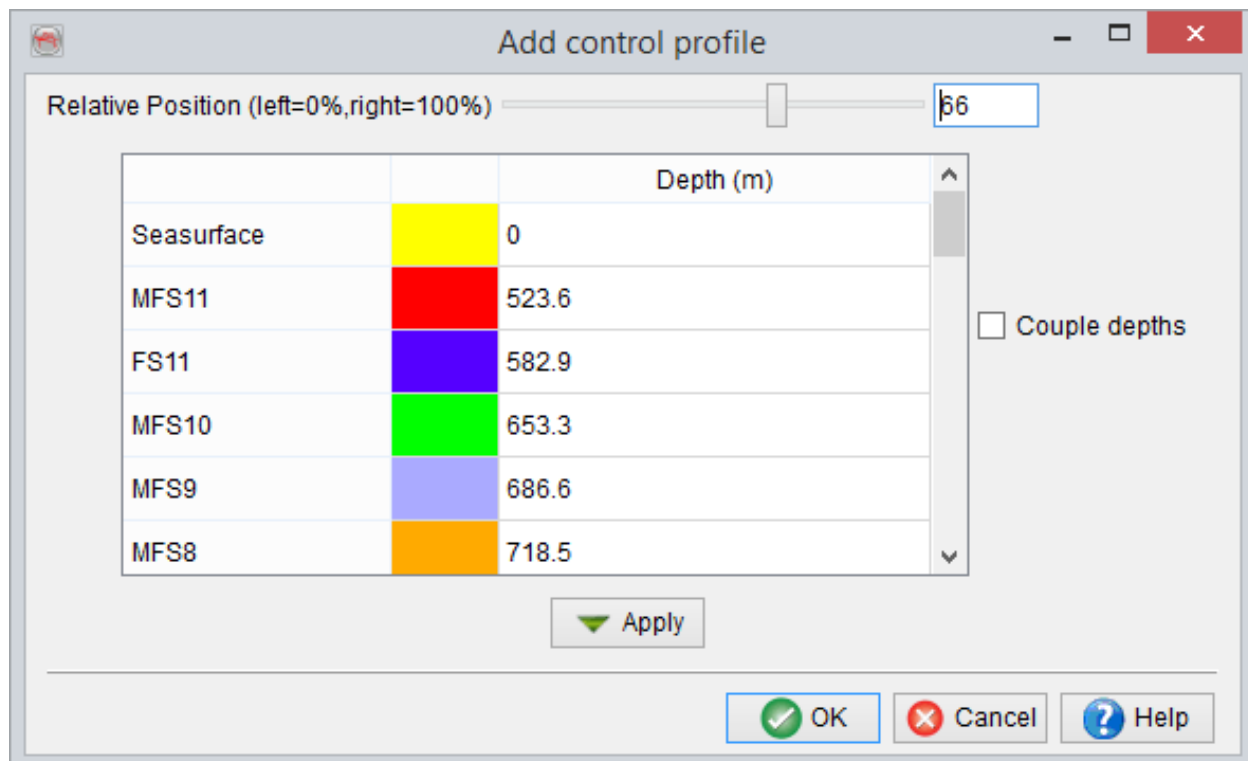 Add control profile
Relative Position (left=0%,right=100%) 66
Depth (m)
Seasurface 0
MFS11 523.6
FS11 582.9
MFS10 653.3
MFS9 686.6
MFS8 718.5
Couple depths
Apply
OK Cancel Help